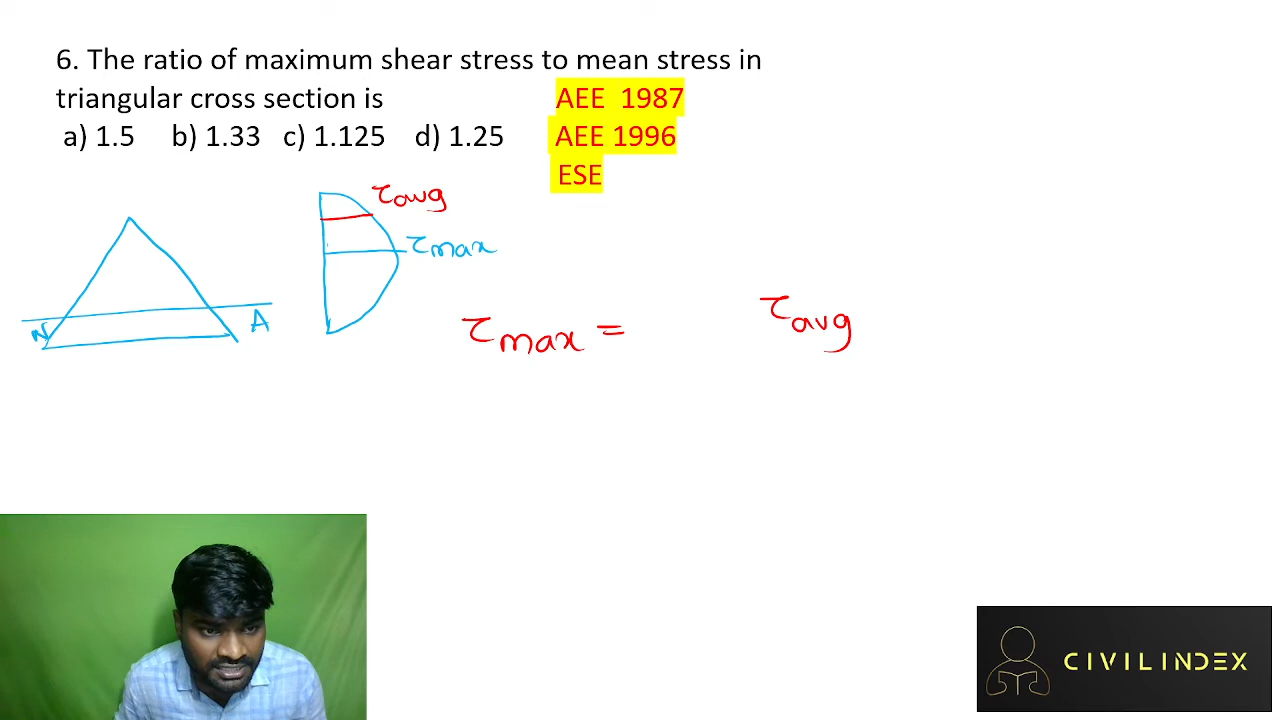 6. The ratio of maximum shear stress to mean stress in
triangular cross section is
AEE 1987
a) 1.5 b) 1.33 c) 1.125 d) 1.25
AEE 1996
ESE
τavg
τmax
N A
τmax = τavg
CIVILINDEX